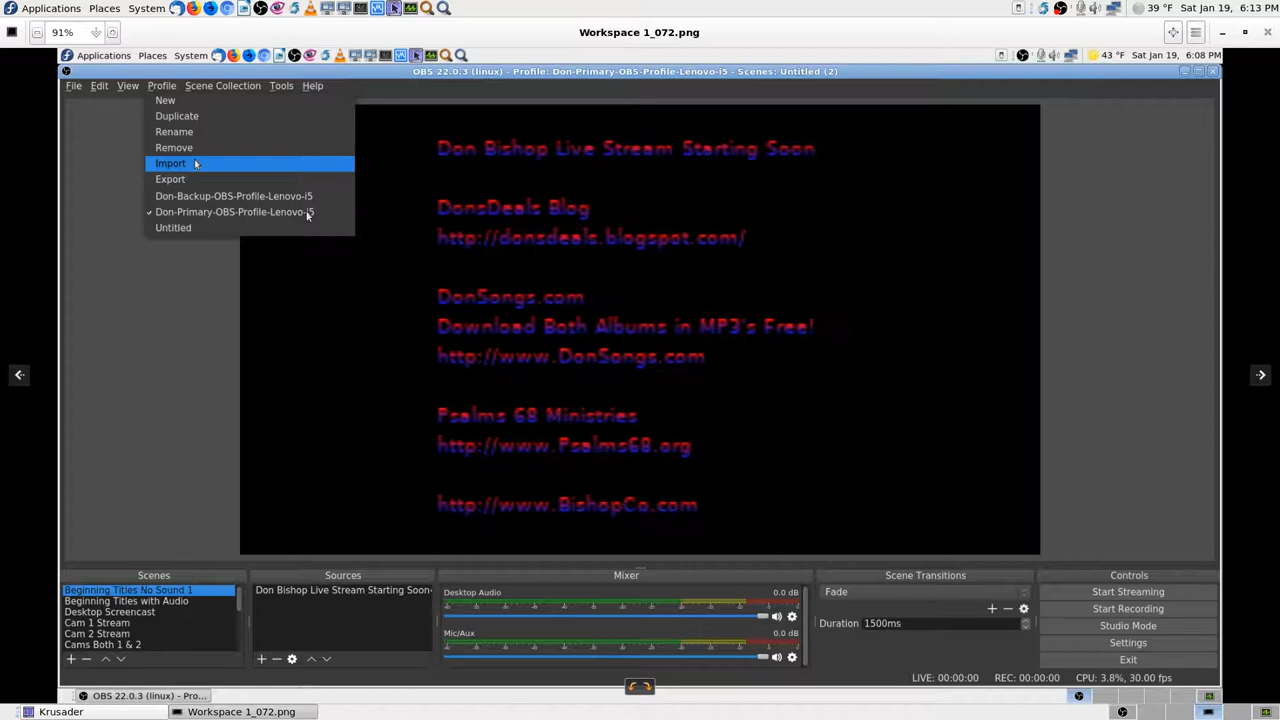 Applications Places System
39 °F Sat Jan 19, 6:13 PM
91%
Workspace 1_072.png
Applications Places System
43 °F Sat Jan 19, 6:08 PM
OBS 22.0.3 (linux) - Profile: Don-Primary-OBS-Profile-Lenovo-i5 - Scenes: Untitled (2)
File Edit View Profile Scene Collection Tools Help
New
Duplicate
Rename
Remove
Import
Export
Don-Backup-OBS-Profile-Lenovo-i5
✓ Don-Primary-OBS-Profile-Lenovo-i5
Untitled
Don Bishop Live Stream Starting Soon
DonsDeals Blog
http://donsdeals.blogspot.com/
DonSongs.com
Download Both Albums in MP3's Free!
http://www.DonSongs.com
Psalms 68 Ministries
http://www.Psalms68.org
http://www.BishopCo.com
Scenes
Beginning Titles No Sound 1
Beginning Titles with Audio
Desktop Screencast
Cam 1 Stream
Cam 2 Stream
Cams Both 1 & 2
Sources
Don Bishop Live Stream Starting Soon
Mixer
Desktop Audio 0.0 dB
Mic/Aux 0.0 dB
Scene Transitions
Fade
Duration 1500ms
Controls
Start Streaming
Start Recording
Studio Mode
Settings
Exit
LIVE: 00:00:00 REC: 00:00:00 CPU: 3.8%, 30.00 fps
OBS 22.0.3 (linux) - Pro...
Krusader
Workspace 1_072.png